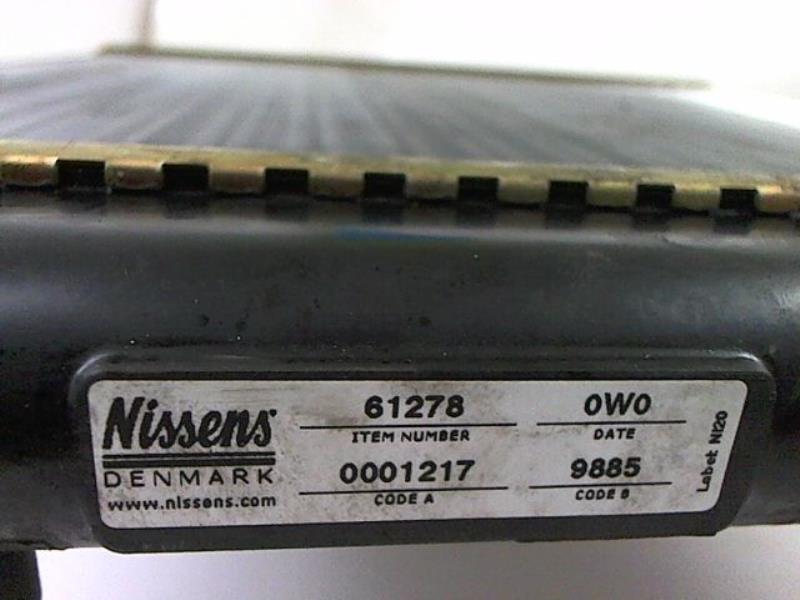 Nissens
DENMARK
www.nissens.com
61278
ITEM NUMBER
0W0
DATE
0001217
CODE A
9885
CODE B
Label NI20